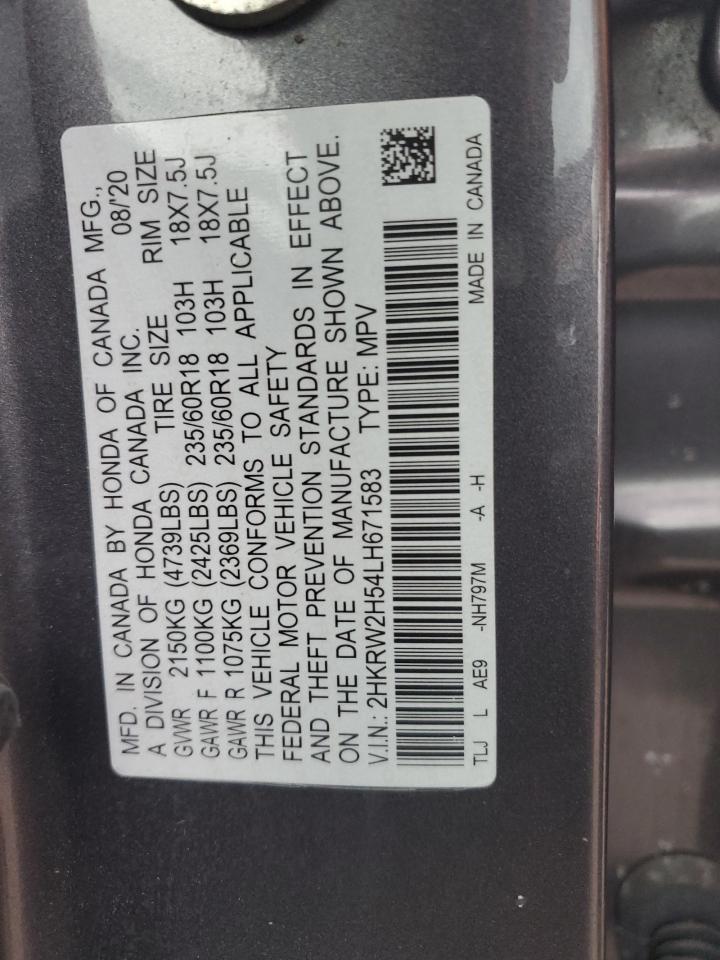 MFD. IN CANADA BY HONDA OF CANADA MFG.,
A DIVISION OF HONDA CANADA INC. 08/'20
GVWR 2150KG (4739LBS) TIRE SIZE RIM SIZE
GAWR F 1100KG (2425LBS) 235/60R18 103H 18X7.5J
GAWR R 1075KG (2369LBS) 235/60R18 103H 18X7.5J
THIS VEHICLE CONFORMS TO ALL APPLICABLE
FEDERAL MOTOR VEHICLE SAFETY
AND THEFT PREVENTION STANDARDS IN EFFECT
ON THE DATE OF MANUFACTURE SHOWN ABOVE.
V.I.N.: 2HKRW2H54LH671583 TYPE: MPV
TLJ L AE9 -NH797M -A -H MADE IN CANADA